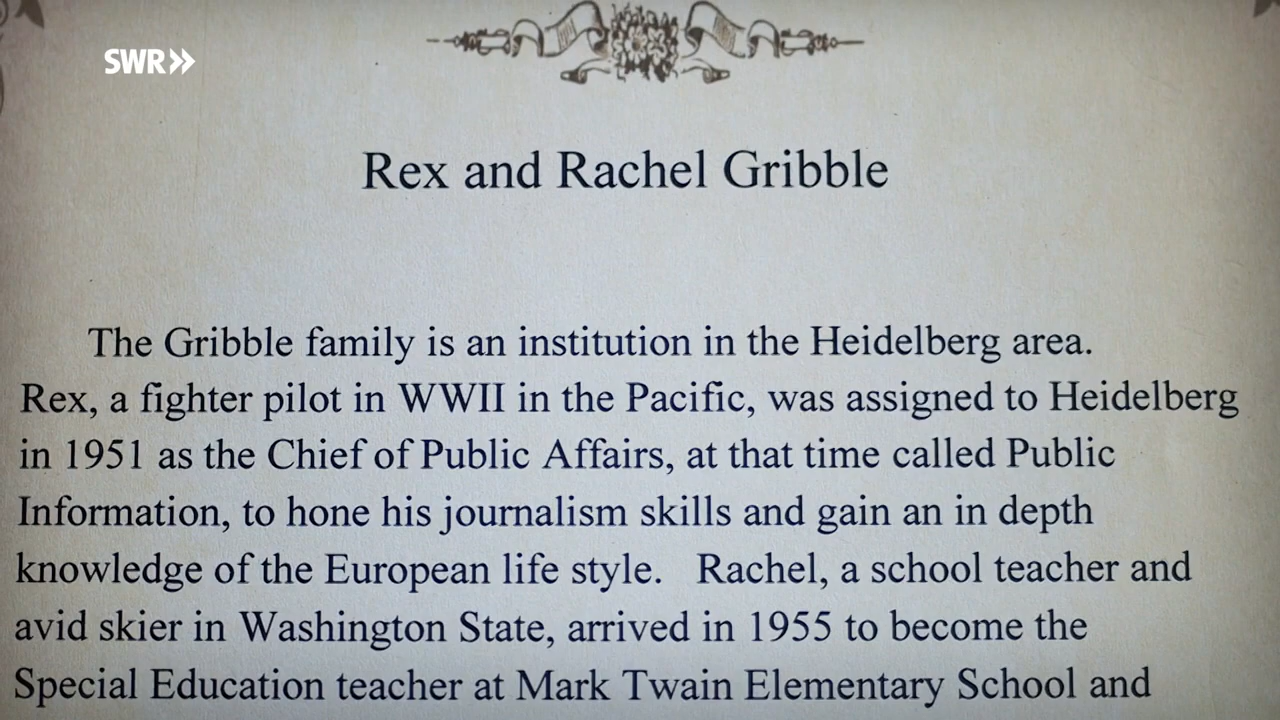 SWR
Rex and Rachel Gribble
The Gribble family is an institution in the Heidelberg area.
Rex, a fighter pilot in WWII in the Pacific, was assigned to Heidelberg
in 1951 as the Chief of Public Affairs, at that time called Public
Information, to hone his journalism skills and gain an in depth
knowledge of the European life style. Rachel, a school teacher and
avid skier in Washington State, arrived in 1955 to become the
Special Education teacher at Mark Twain Elementary School and